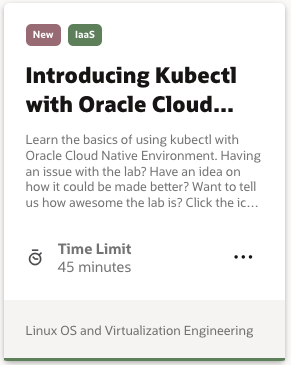 New IaaS
Introducing Kubectl
with Oracle Cloud...
Learn the basics of using kubectl with
Oracle Cloud Native Environment. Having
an issue with the lab? Have an idea on
how it could be made better? Want to tell
us how awesome the lab is? Click the ic...
Time Limit
45 minutes
Linux OS and Virtualization Engineering